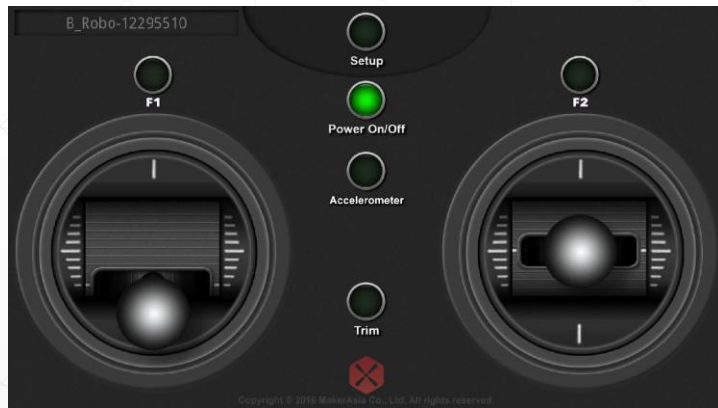 B_Robo-12295510
Setup
F1
F2
Power On/Off
Accelerometer
Trim
Copyright © 2016 MakerAsia Co., Ltd. All rights reserved.